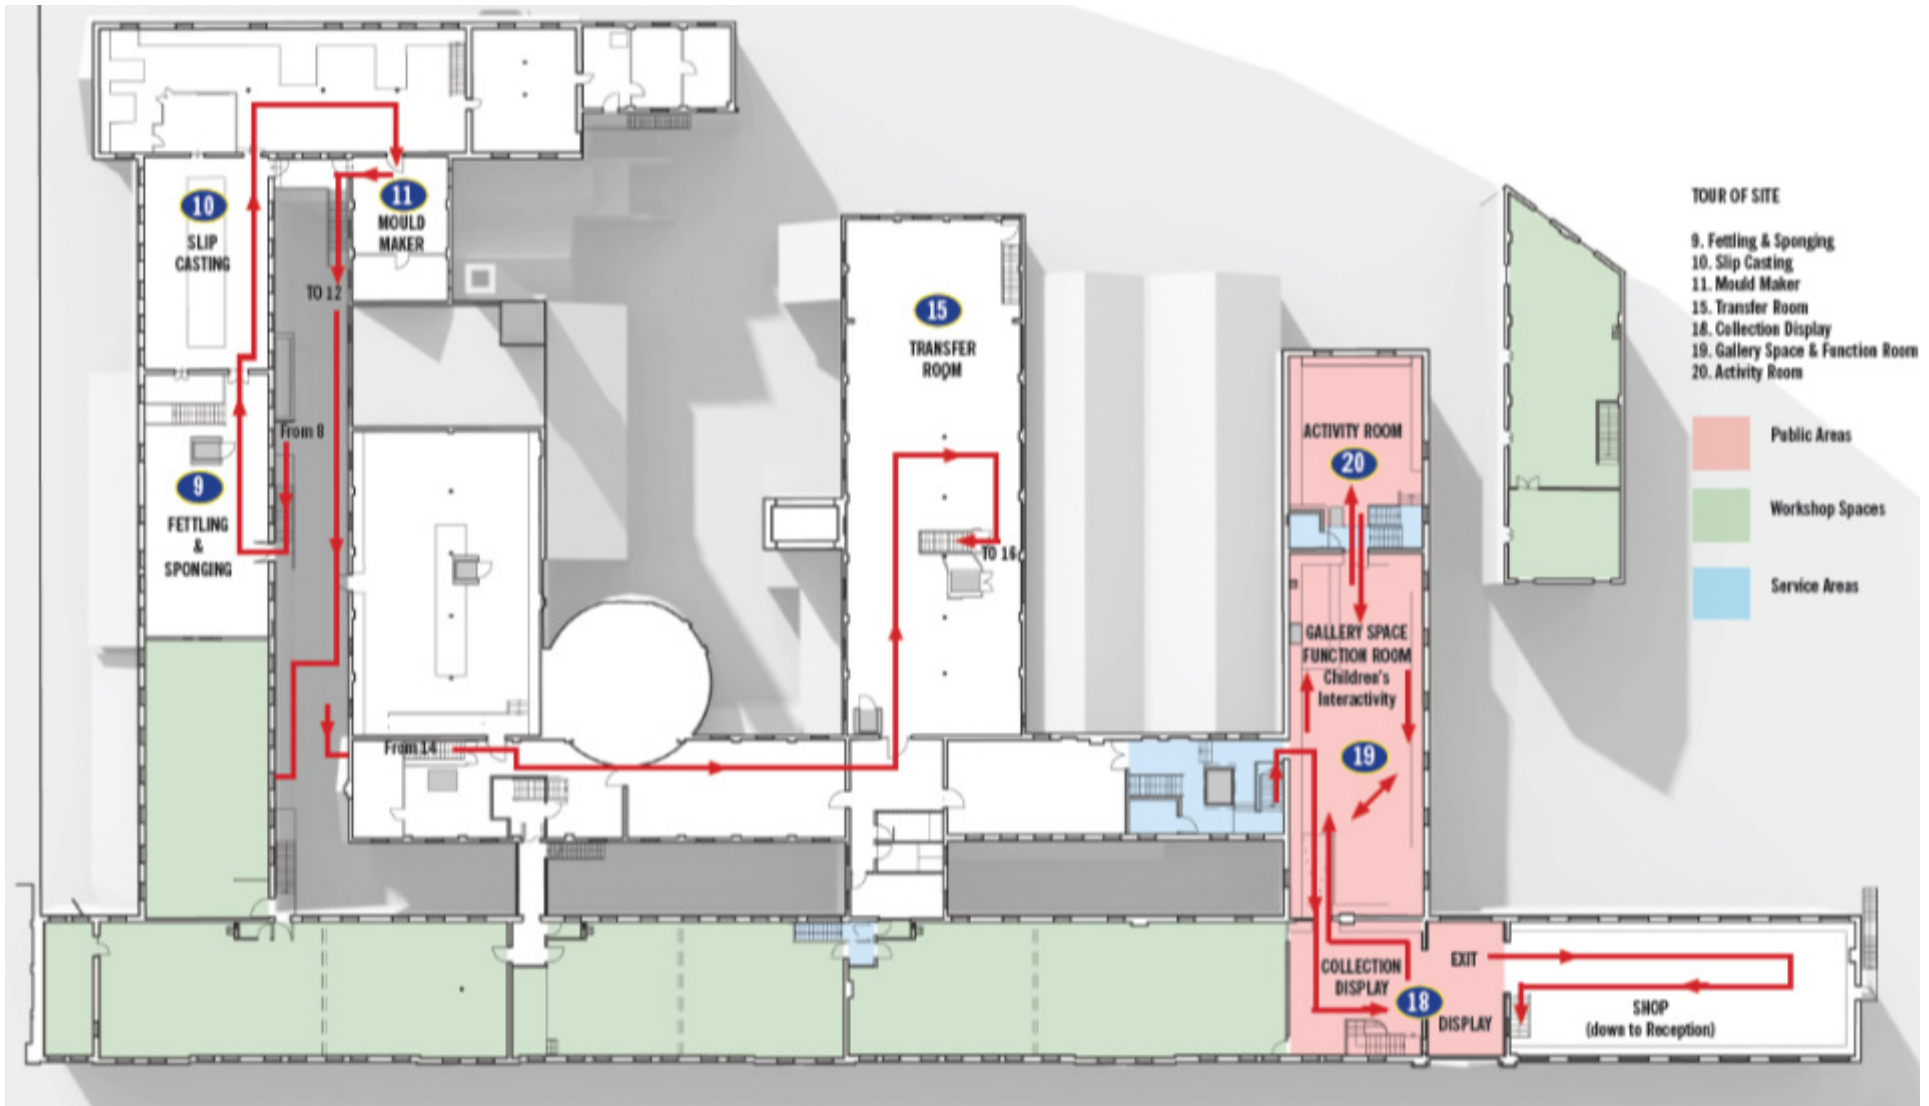 10
SLIP
CASTING
11
MOULD
MAKER
TO 12
From 8
9
FETTLING
&
SPONGING
From 14
15
TRANSFER
ROOM
TO 16
ACTIVITY ROOM
20
GALLERY SPACE
FUNCTION ROOM
Children's
Interactivity
19
COLLECTION
DISPLAY
18
EXIT
DISPLAY
SHOP
(down to Reception)
TOUR OF SITE
9. Fettling & Sponging
10. Slip Casting
11. Mould Maker
15. Transfer Room
18. Collection Display
19. Gallery Space & Function Room
20. Activity Room
Public Areas
Workshop Spaces
Service Areas